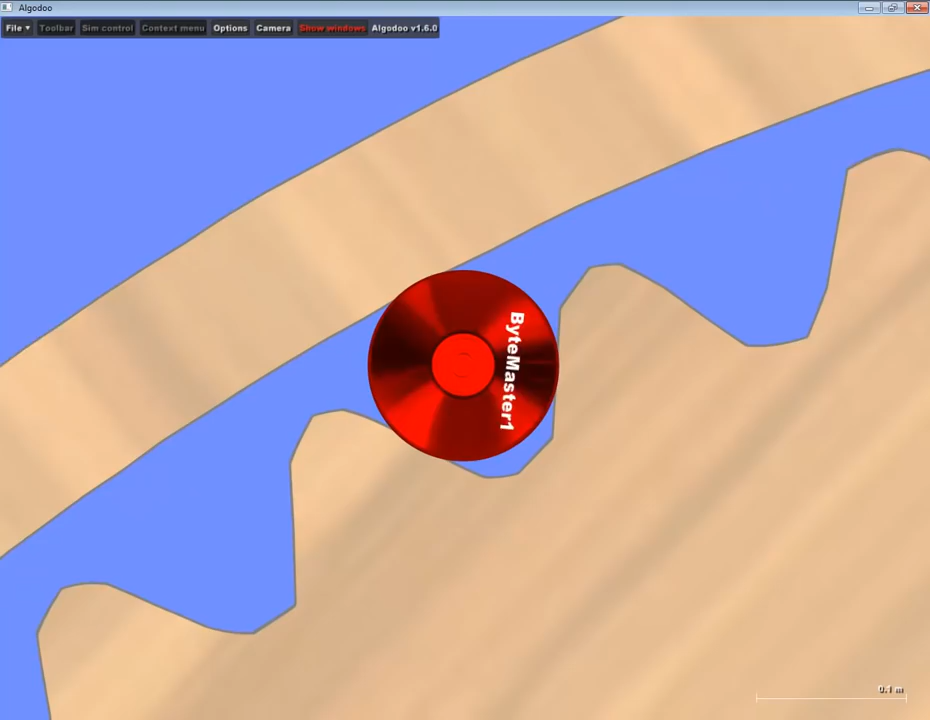 Algodoo
File Toolbar Sim control Context menu Options Camera Show windows Algodoo v1.6.0
ByteMaster1
0.1 m